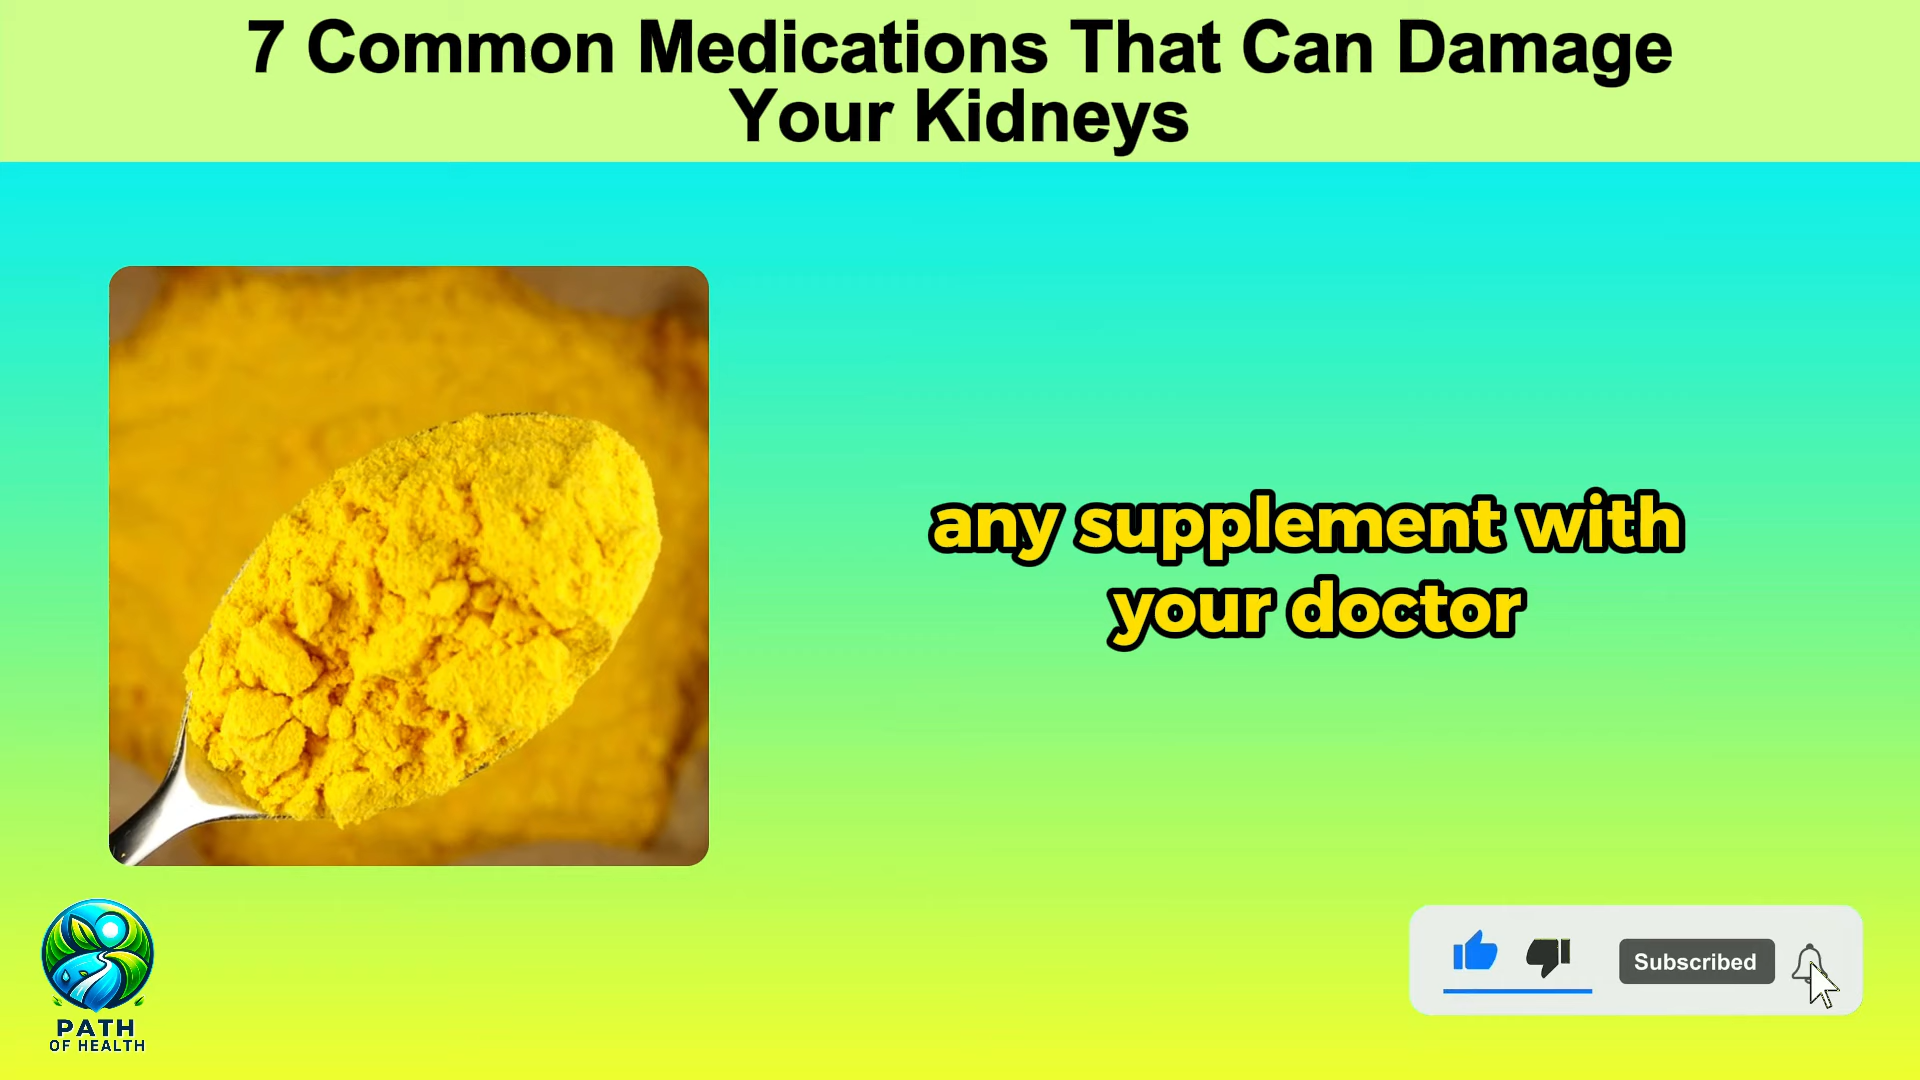 7 Common Medications That Can Damage
Your Kidneys
any supplement with
your doctor
PATH
OF HEALTH
Subscribed